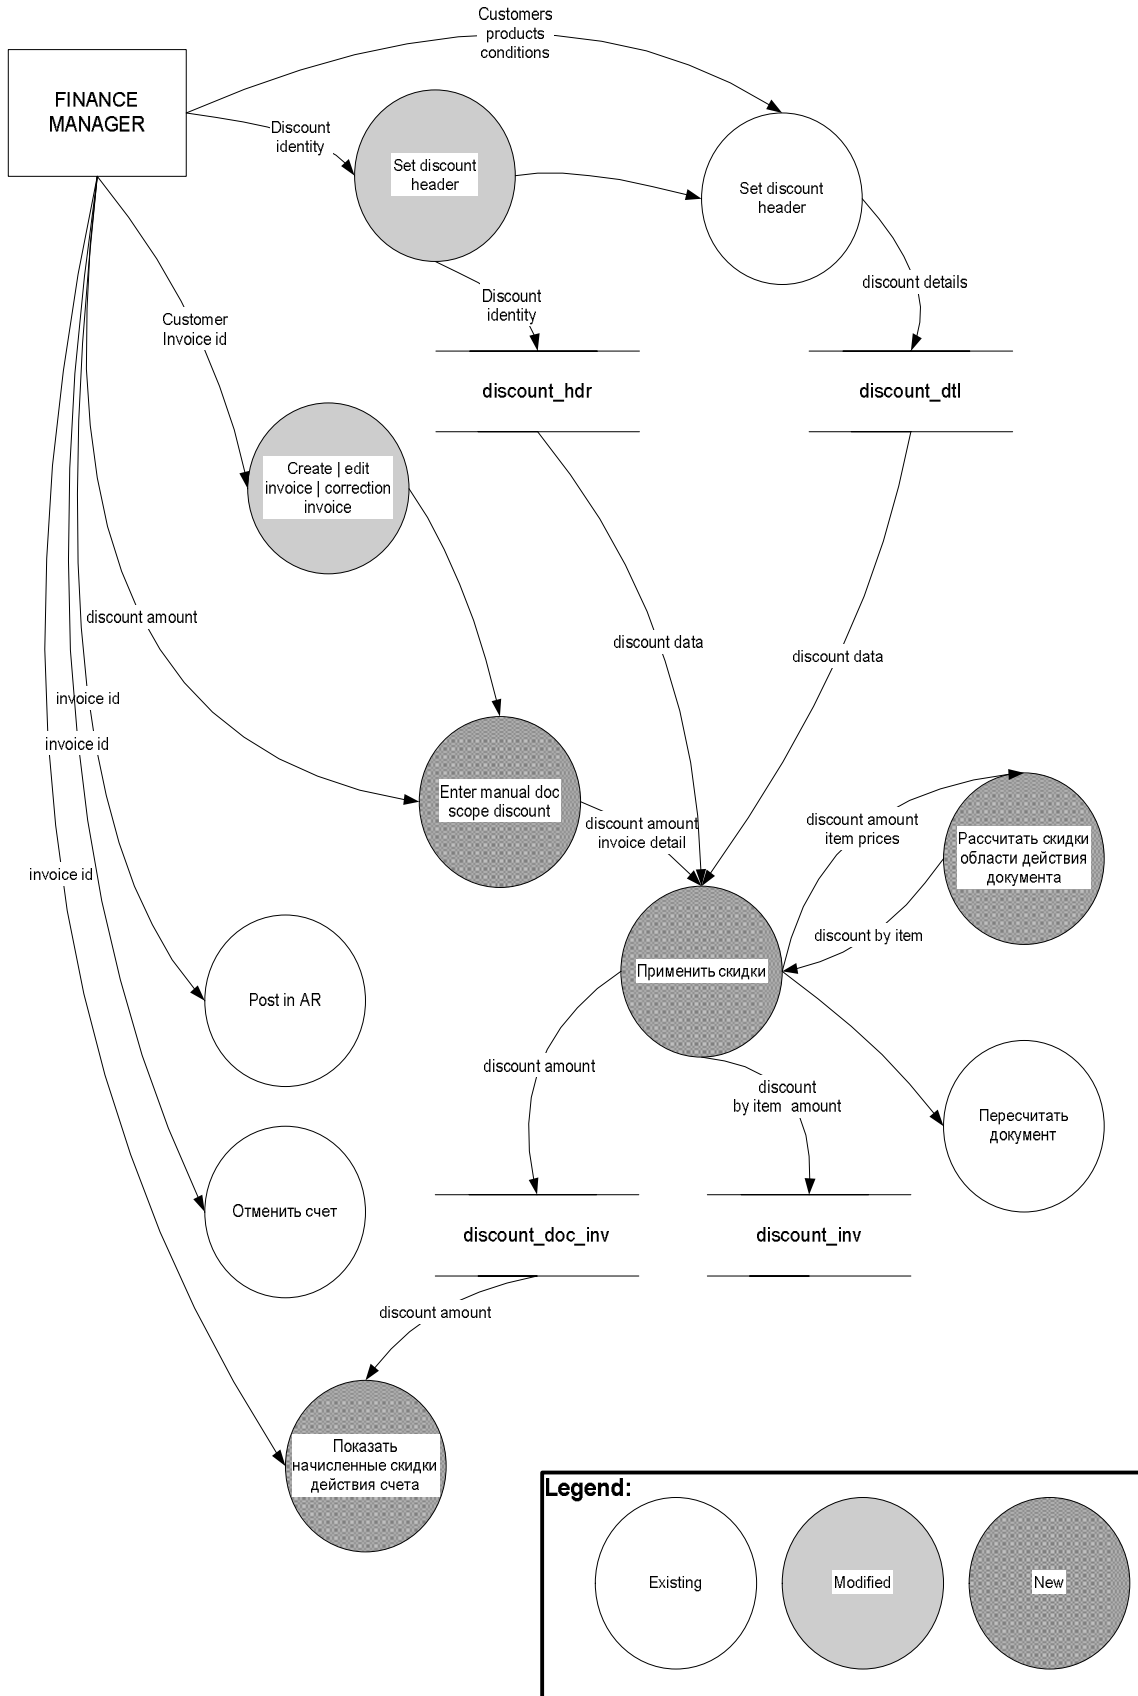 Customers
products
conditions
FINANCE
MANAGER
Discount
identity
Set discount
header
Set discount
header
discount details
Discount
identity
Customer
Invoice id
discount_hdr
discount_dtl
Create | edit
invoice | correction
invoice
discount amount
discount data
discount data
invoice id
invoice id
Enter manual doc
scope discount
discount amount
invoice detail
discount amount
item prices
Рассчитать скидки
области действия
документа
invoice id
discount by item
Применить скидки
Post in AR
discount amount
discount
by item amount
Пересчитать
документ
Отменить счет
discount_doc_inv
discount_inv
discount amount
Показать
начисленные скидки
действия счета
Legend:
Existing
Modified
New